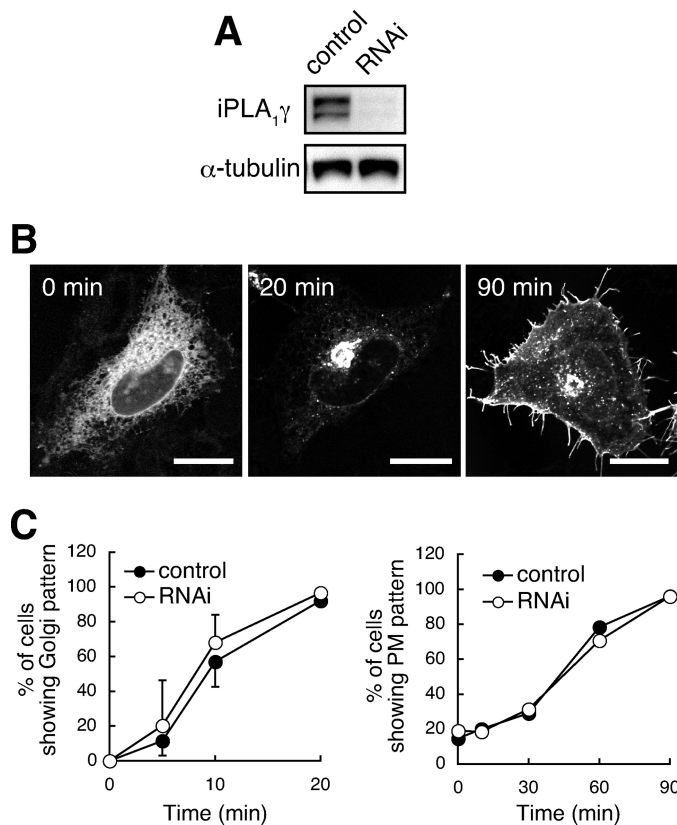 A
control
RNAi
iPLA₁γ
α-tubulin
B
0 min
20 min
90 min
C
% of cells
showing Golgi pattern
120
100
80
60
40
20
0
control
RNAi
0
10
20
Time (min)
% of cells
showing PM pattern
120
100
80
60
40
20
0
control
RNAi
0
30
60
90
Time (min)